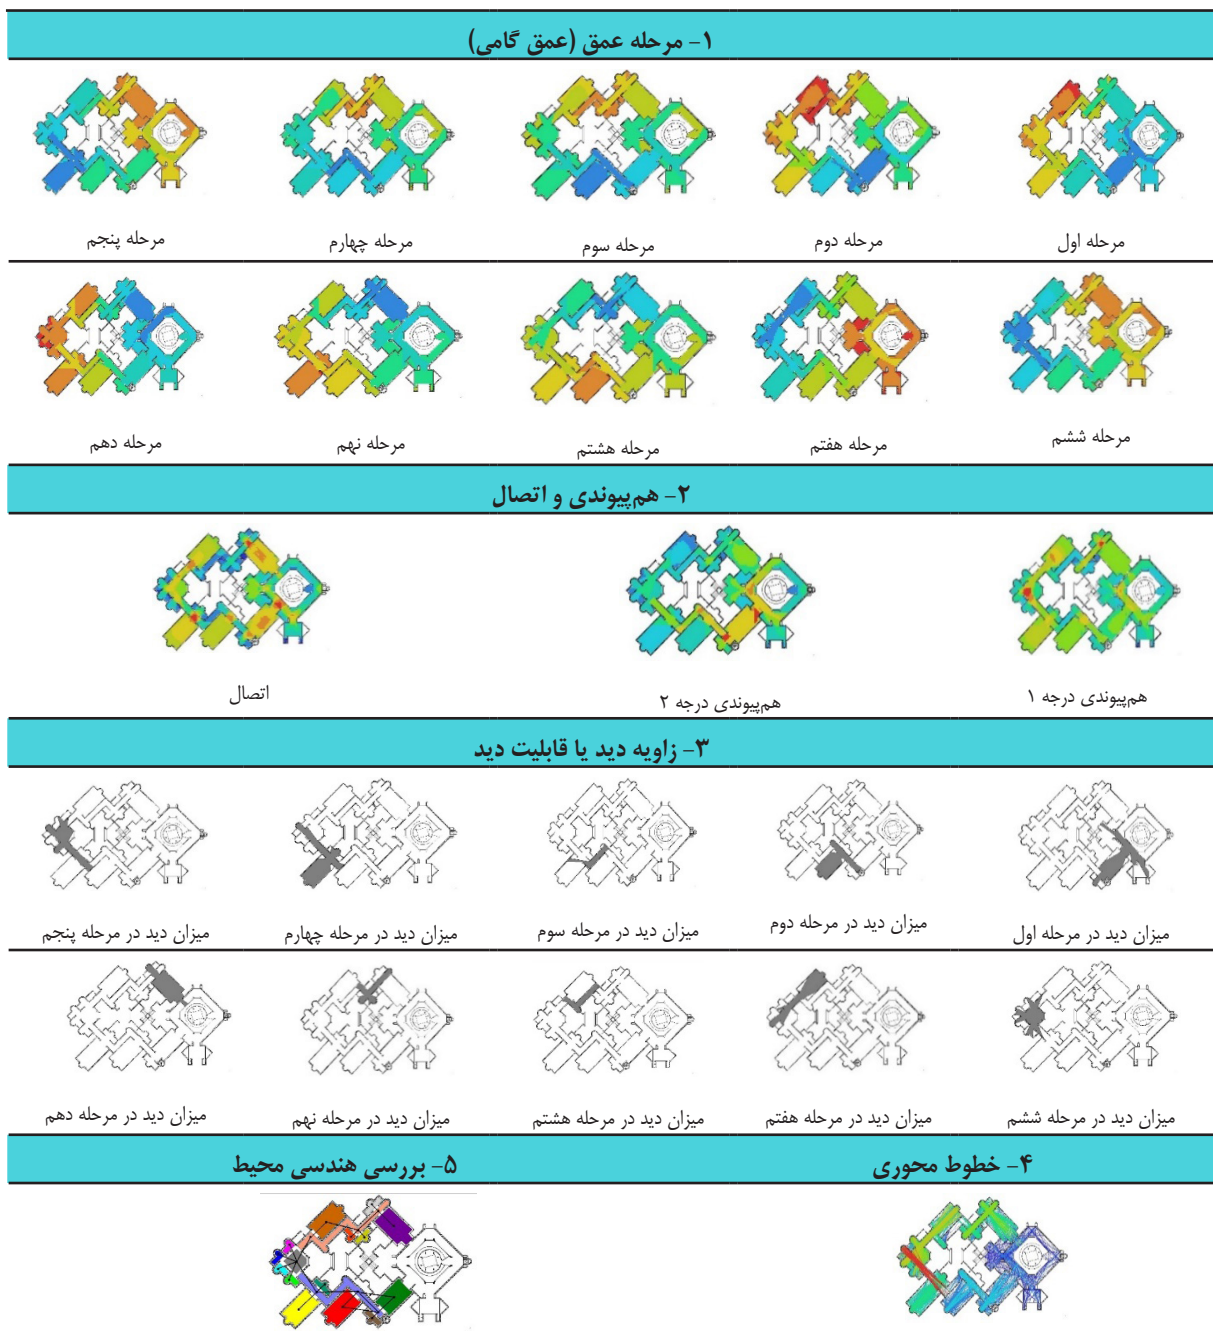 ۱- مرحله عمق (عمق گامی)
مرحله اول
مرحله دوم
مرحله سوم
مرحله چهارم
مرحله پنجم
مرحله ششم
مرحله هفتم
مرحله هشتم
مرحله نهم
مرحله دهم
۲- هم‌پیوندی و اتصال
هم‌پیوندی درجه ۱
هم‌پیوندی درجه ۲
اتصال
۳- زاویه دید یا قابلیت دید
میزان دید در مرحله اول
میزان دید در مرحله دوم
میزان دید در مرحله سوم
میزان دید در مرحله چهارم
میزان دید در مرحله پنجم
میزان دید در مرحله ششم
میزان دید در مرحله هفتم
میزان دید در مرحله هشتم
میزان دید در مرحله نهم
میزان دید در مرحله دهم
۴- خطوط محوری
۵- بررسی هندسی محیط